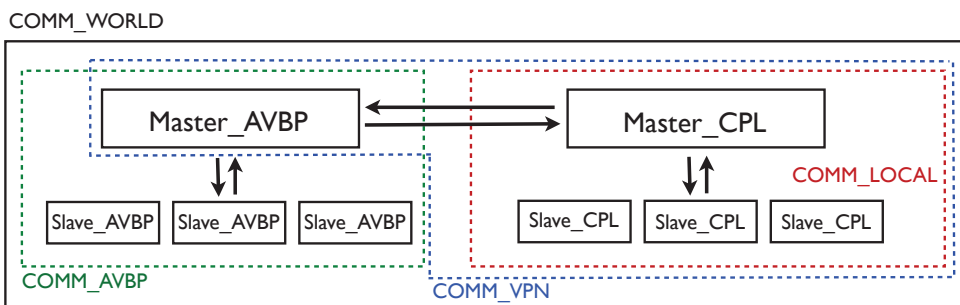 COMM_WORLD
Master_AVBP
Master_CPL
COMM_LOCAL
Slave_AVBP Slave_AVBP Slave_AVBP
Slave_CPL Slave_CPL Slave_CPL
COMM_AVBP
COMM_VPN